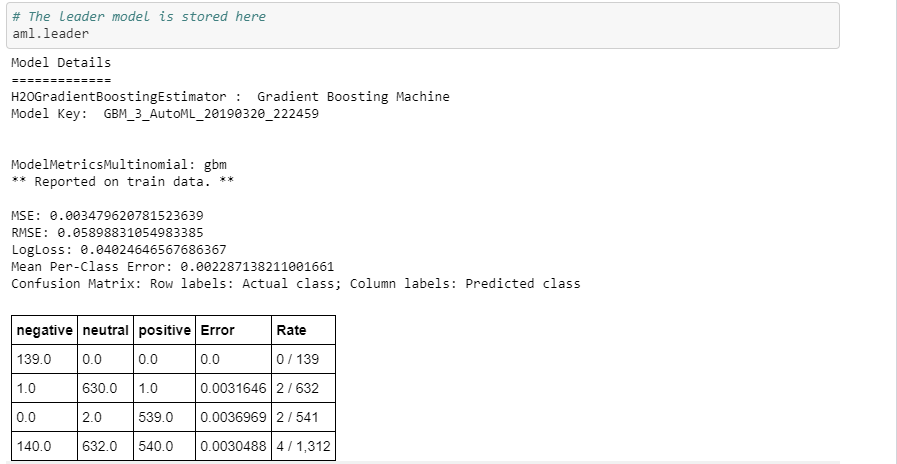 # The leader model is stored here
aml.leader
Model Details
=============
H2OGradientBoostingEstimator :  Gradient Boosting Machine
Model Key:  GBM_3_AutoML_20190320_222459
ModelMetricsMultinomial: gbm
** Reported on train data. **
MSE: 0.003479620781523639
RMSE: 0.05898831054983385
LogLoss: 0.04024646567686367
Mean Per-Class Error: 0.002287138211001661
Confusion Matrix: Row labels: Actual class; Column labels: Predicted class
negative neutral positive Error Rate
139.0 0.0 0.0 0.0 0 / 139
1.0 630.0 1.0 0.0031646 2 / 632
0.0 2.0 539.0 0.0036969 2 / 541
140.0 632.0 540.0 0.0030488 4 / 1,312